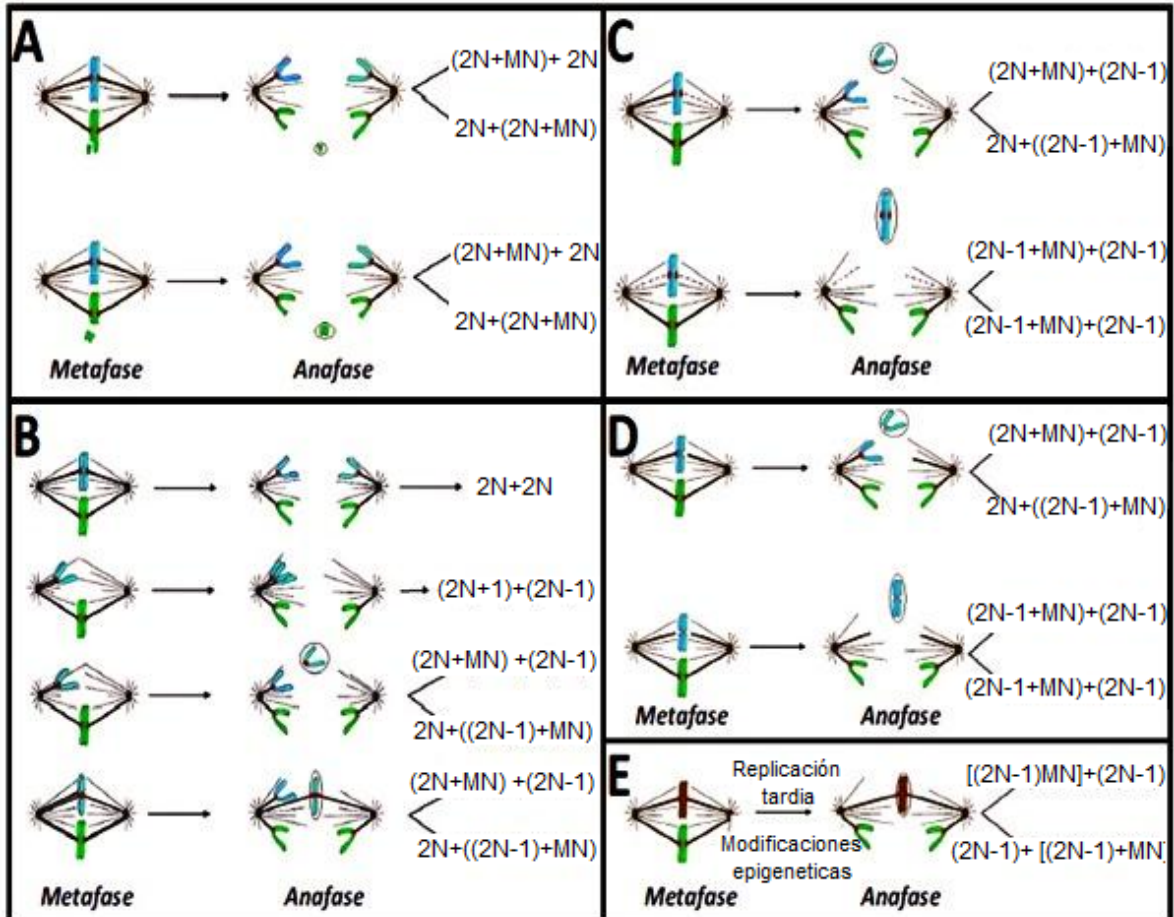 A
(2N+MN)+ 2N
2N+(2N+MN)
(2N+MN)+ 2N
2N+(2N+MN)
Metafase
Anafase
B
2N+2N
(2N+1)+(2N-1)
(2N+MN) +(2N-1)
2N+((2N-1)+MN)
(2N+MN) +(2N-1)
2N+((2N-1)+MN)
Metafase
Anafase
C
(2N+MN)+(2N-1)
2N+((2N-1)+MN)
(2N-1+MN)+(2N-1)
(2N-1+MN)+(2N-1)
Metafase
Anafase
D
(2N+MN)+(2N-1)
2N+((2N-1)+MN)
(2N-1+MN)+(2N-1)
(2N-1+MN)+(2N-1)
Metafase
Anafase
E
Replicación
tardia
Modificaciones
epigeneticas
[(2N-1)MN]+(2N-1)
(2N-1)+ [(2N-1)+MN]
Metafase
Anafase